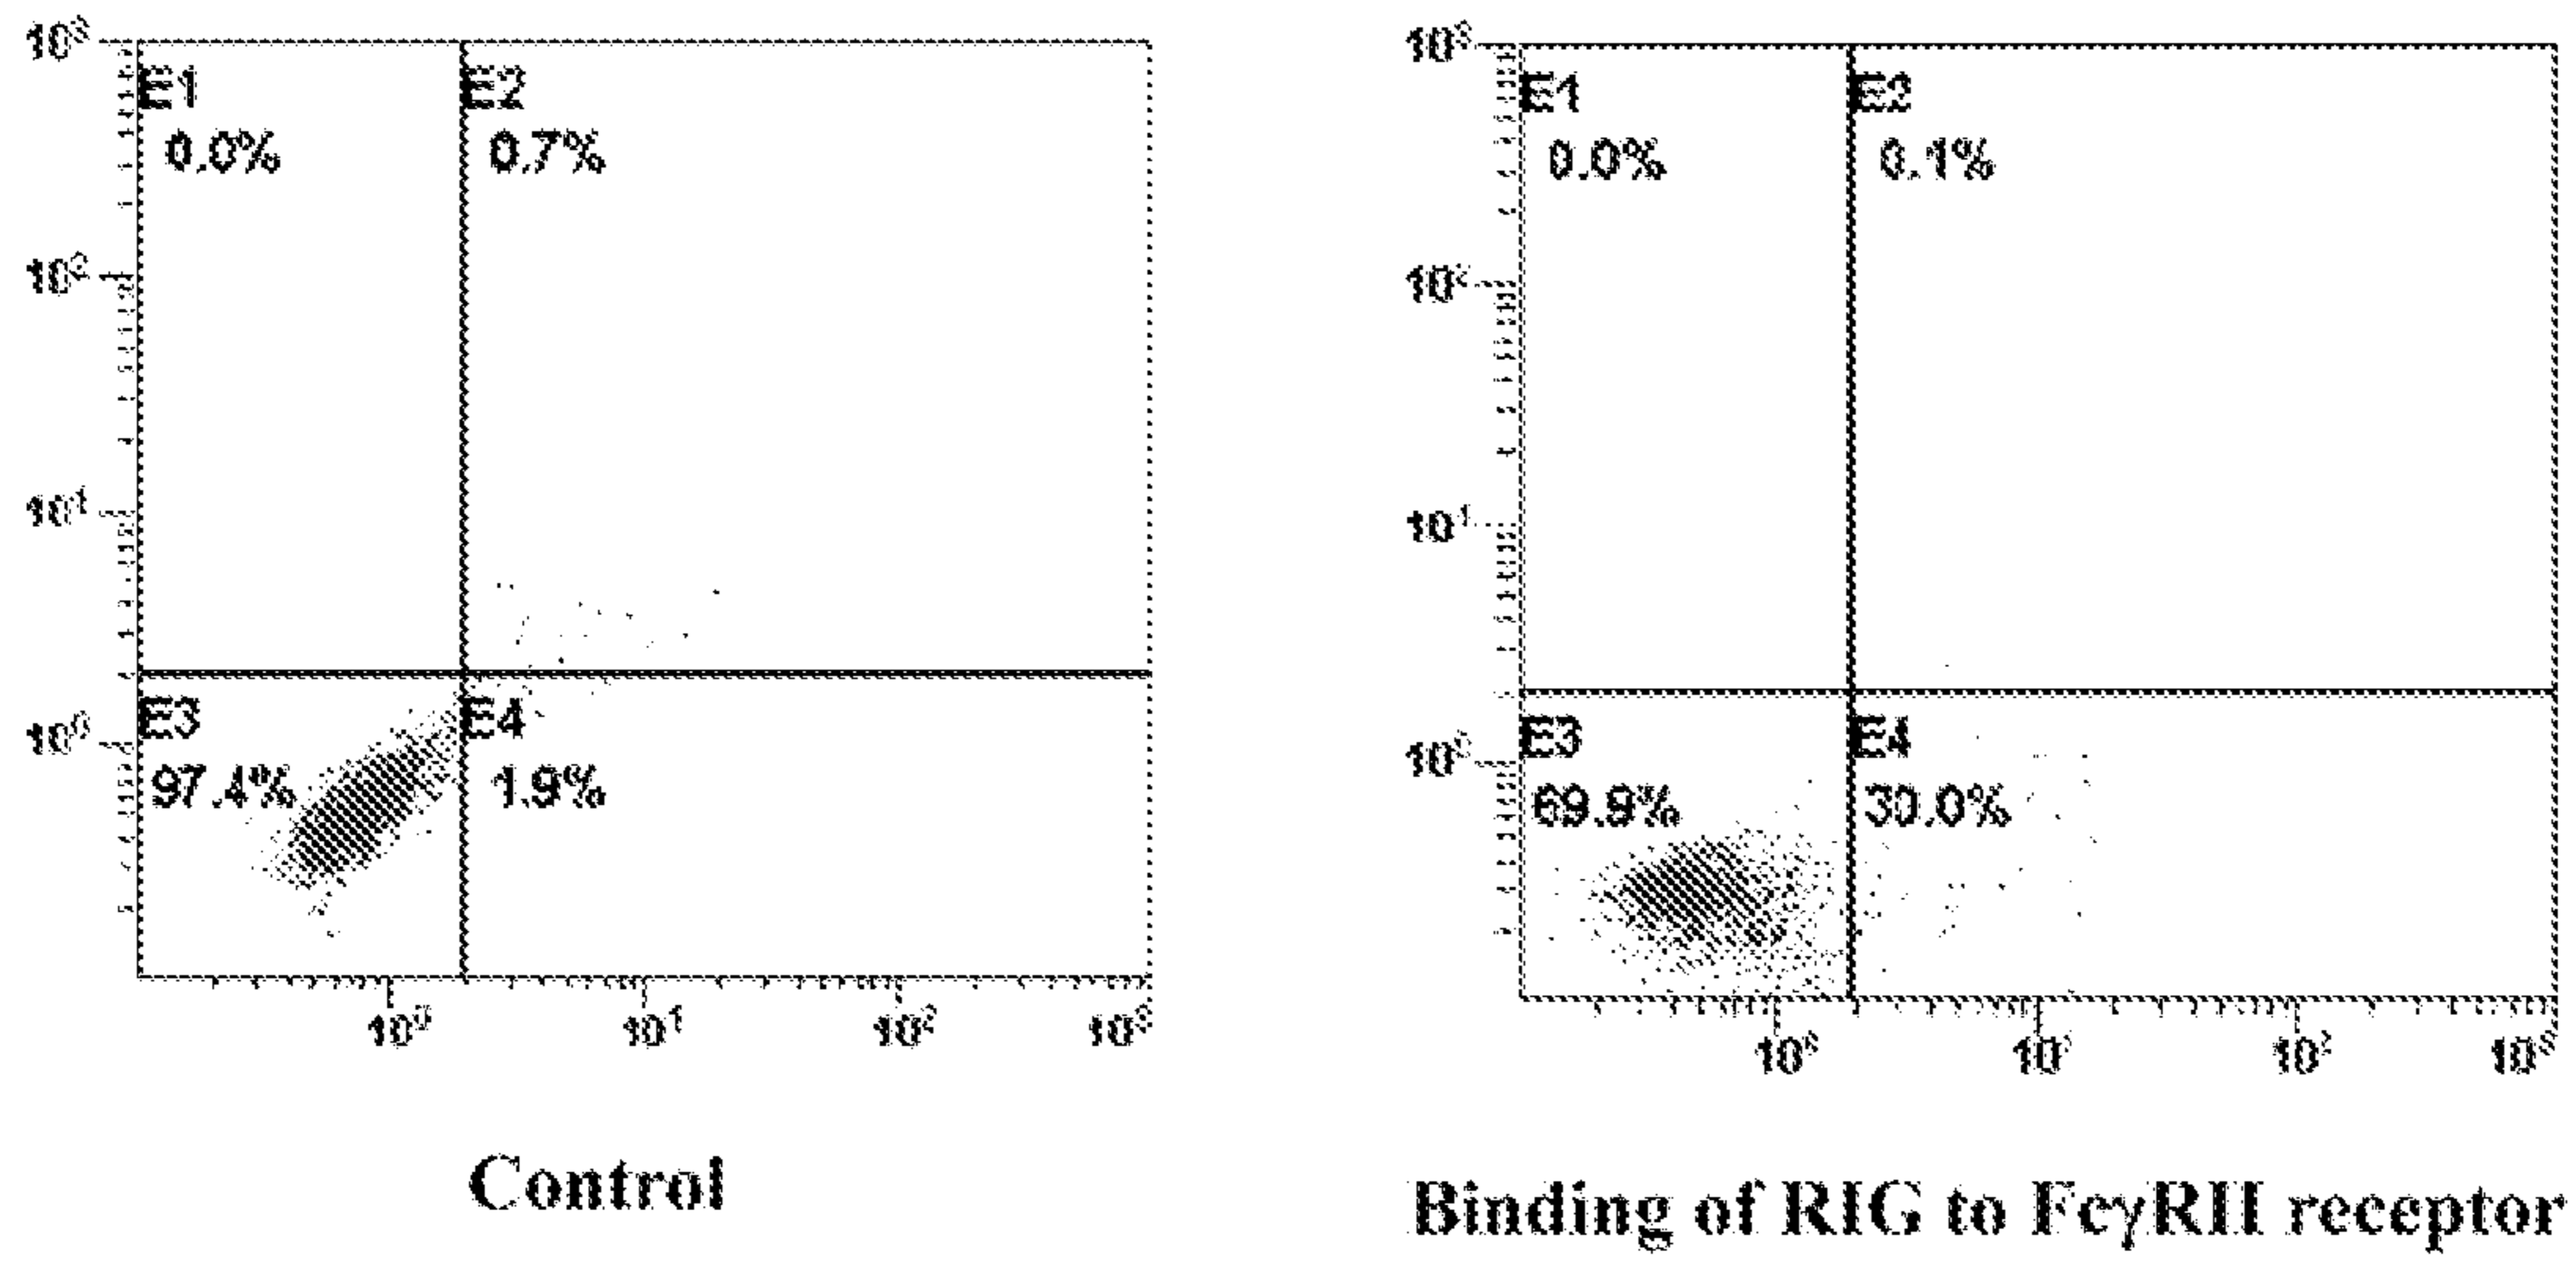 10³
E1
0.0%
E2
0.7%
10²
10¹
E3
97.4%
E4
1.9%
10⁰
10⁰ 10¹ 10² 10³
Control
10³
E1
0.0%
E2
0.1%
10²
10¹
E3
69.9%
E4
30.0%
10⁰
10⁰ 10¹ 10² 10³
Binding of RIG to FcγRII receptor